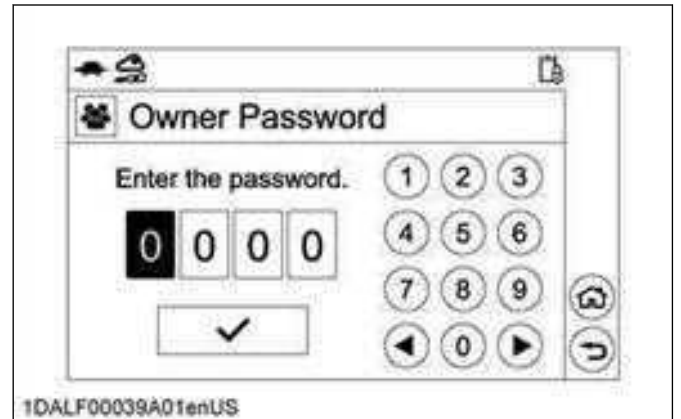 Owner Password
Enter the password.
1 2 3
4 5 6
0 0 0 0
7 8 9
0
1DALF00039A01enUS